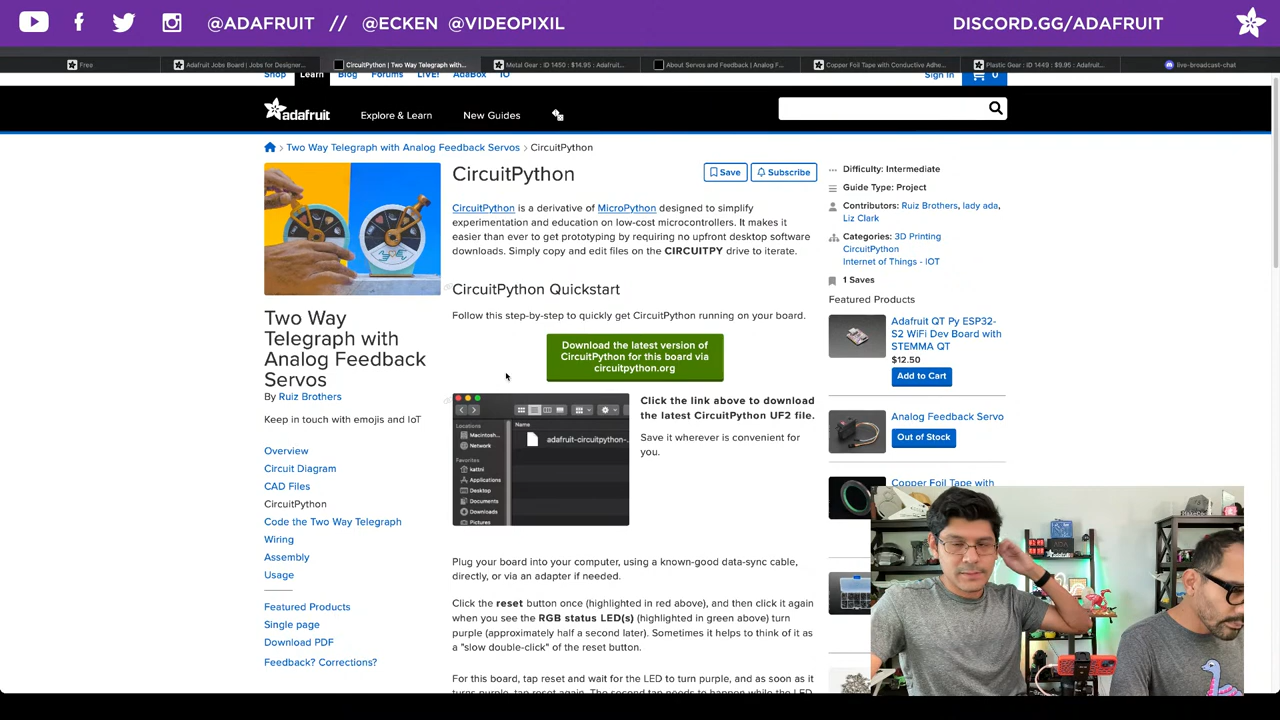 @ADAFRUIT // @ECKEN @VIDEOPIXIL
DISCORD.GG/ADAFRUIT
Free
Adafruit Jobs Board | Jobs for Designer...
CircuitPython | Two Way Telegraph with...
Metal Gear : ID 1450 : $14.95 : Adafruit...
About Servos and Feedback | Analog F...
Copper Foil Tape with Conductive Adhe...
Plastic Gear : ID 1449 : $9.95 : Adafruit...
live-broadcast-chat
Shop Learn Blog Forums LIVE! AdaBox IO
Sign In
0
adafruit
Explore & Learn
New Guides
Two Way Telegraph with Analog Feedback Servos > CircuitPython
CircuitPython
Save
Subscribe
CircuitPython is a derivative of MicroPython designed to simplify
experimentation and education on low-cost microcontrollers. It makes it
easier than ever to get prototyping by requiring no upfront desktop software
downloads. Simply copy and edit files on the CIRCUITPY drive to iterate.
CircuitPython Quickstart
Follow this step-by-step to quickly get CircuitPython running on your board.
Download the latest version of
CircuitPython for this board via
circuitpython.org
Locations
Macintosh...
Network
Favorites
kattni
Applications
Desktop
Documents
Downloads
Pictures
Name
adafruit-circuitpython-
Click the link above to download
the latest CircuitPython UF2 file.
Save it wherever is convenient for
you.
Plug your board into your computer, using a known-good data-sync cable,
directly, or via an adapter if needed.
Click the reset button once (highlighted in red above), and then click it again
when you see the RGB status LED(s) (highlighted in green above) turn
purple (approximately half a second later). Sometimes it helps to think of it as
a "slow double-click" of the reset button.
For this board, tap reset and wait for the LED to turn purple, and as soon as it
turns purple, tap reset again. The second tap needs to happen while the LED
Two Way
Telegraph with
Analog Feedback
Servos
By Ruiz Brothers
Keep in touch with emojis and IoT
Overview
Circuit Diagram
CAD Files
CircuitPython
Code the Two Way Telegraph
Wiring
Assembly
Usage
Featured Products
Single page
Download PDF
Feedback? Corrections?
Difficulty: Intermediate
Guide Type: Project
Contributors: Ruiz Brothers, lady ada,
Liz Clark
Categories: 3D Printing
CircuitPython
Internet of Things - IOT
1 Saves
Featured Products
Adafruit QT Py ESP32-
S2 WiFi Dev Board with
STEMMA QT
$12.50
Add to Cart
Analog Feedback Servo
Out of Stock
Copper Foil Tape with